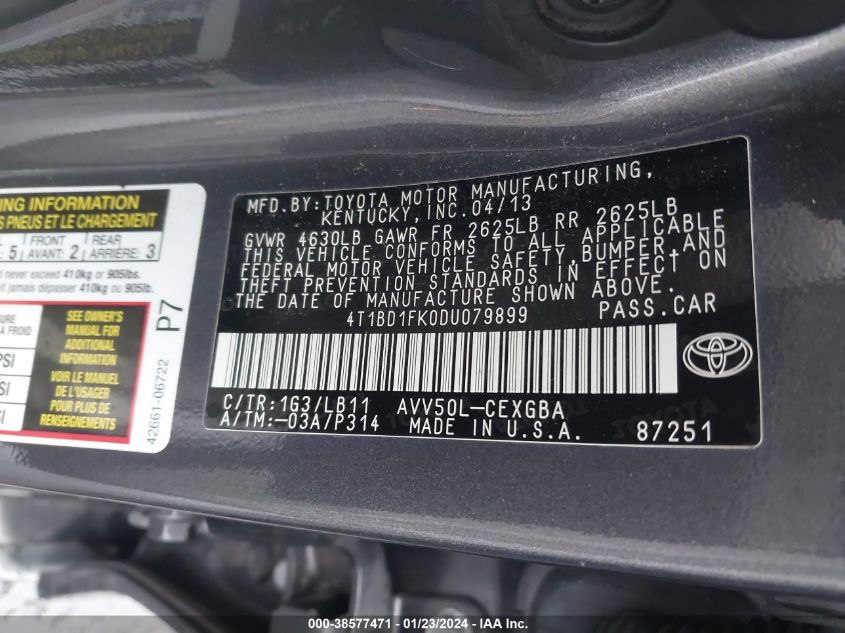 ING INFORMATION
S PNEUS ET LE CHARGEMENT
5 FRONT AVANT: 2 REAR ARRIÈRE: 3
never exceed 410kg or 905lbs.
jamais dépasser 410kg ou 905lb.
À FROID
PSI
SEE OWNER'S
MANUAL FOR
ADDITIONAL
INFORMATION
VOIR LE MANUEL
DE L'USAGER
POUR PLUS DE
P7
42661-06722
MFD.BY:TOYOTA MOTOR MANUFACTURING,
KENTUCKY,INC.04/13
GVWR 4630LB GAWR FR 2625LB RR 2625LB
THIS VEHICLE CONFORMS TO ALL APPLICABLE
FEDERAL MOTOR VEHICLE SAFETY,BUMPER,AND
THEFT PREVENTION STANDARDS IN EFFECT ON
THE DATE OF MANUFACTURE SHOWN ABOVE.
4T1BD1FK0DU079899 PASS.CAR
C/TR:1G3/LB11 AVV50L-CEXGBA
A/TM:-03A/P314 MADE IN U.S.A. 87251
000-38577471 - 01/23/2024 - IAA Inc.